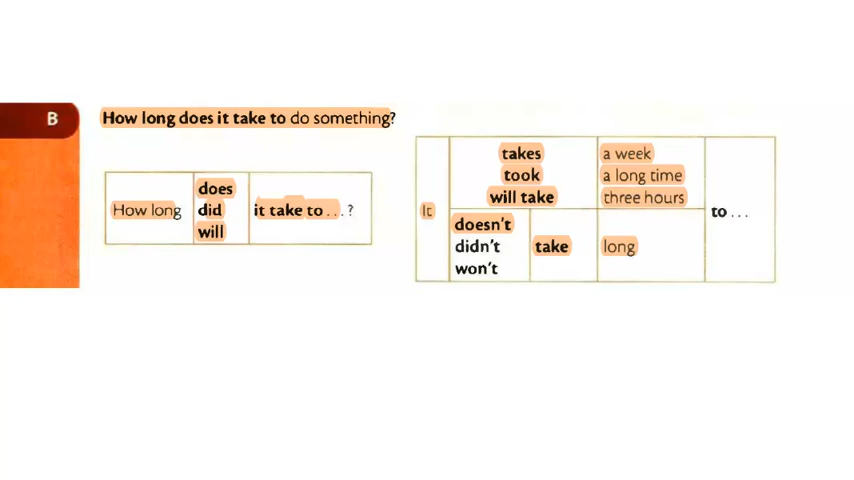 B
How long does it take to do something?
How long
does
did
will
it take to ... ?
It
takes
took
will take
a week
a long time
three hours
doesn't
didn't
won't
take
long
to ...